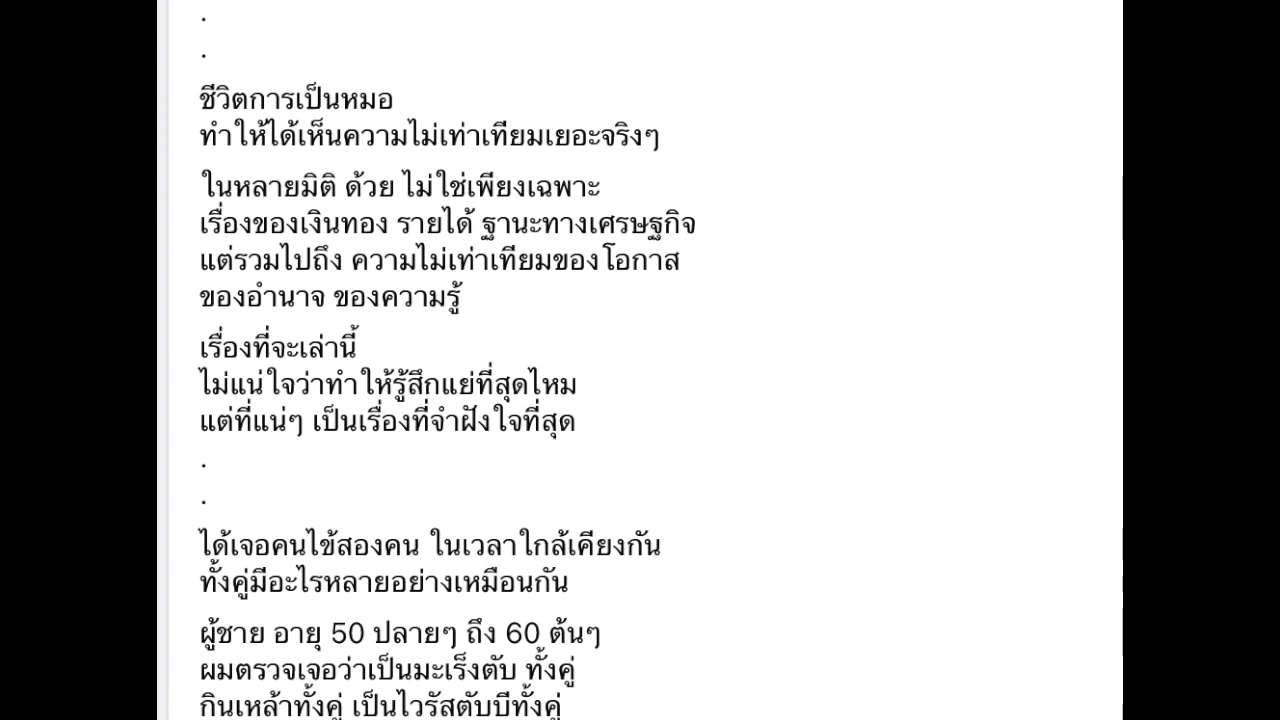 .
.
ชีวิตการเป็นหมอ
ทำให้ได้เห็นความไม่เท่าเทียมเยอะจริงๆ
ในหลายมิติ ด้วย ไม่ใช่เพียงเฉพาะ
เรื่องของเงินทอง รายได้ ฐานะทางเศรษฐกิจ
แต่รวมไปถึง ความไม่เท่าเทียมของโอกาส
ของอำนาจ ของความรู้
เรื่องที่จะเล่านี้
ไม่แน่ใจว่าทำให้รู้สึกแย่ที่สุดไหม
แต่ที่แน่ๆ เป็นเรื่องที่จำฝังใจที่สุด
.
.
ได้เจอคนไข้สองคน ในเวลาใกล้เคียงกัน
ทั้งคู่มีอะไรหลายอย่างเหมือนกัน
ผู้ชาย อายุ 50 ปลายๆ ถึง 60 ต้นๆ
ผมตรวจเจอว่าเป็นมะเร็งตับ ทั้งคู่
กินเหล้าทั้งคู่ เป็นไวรัสตับบีทั้งคู่